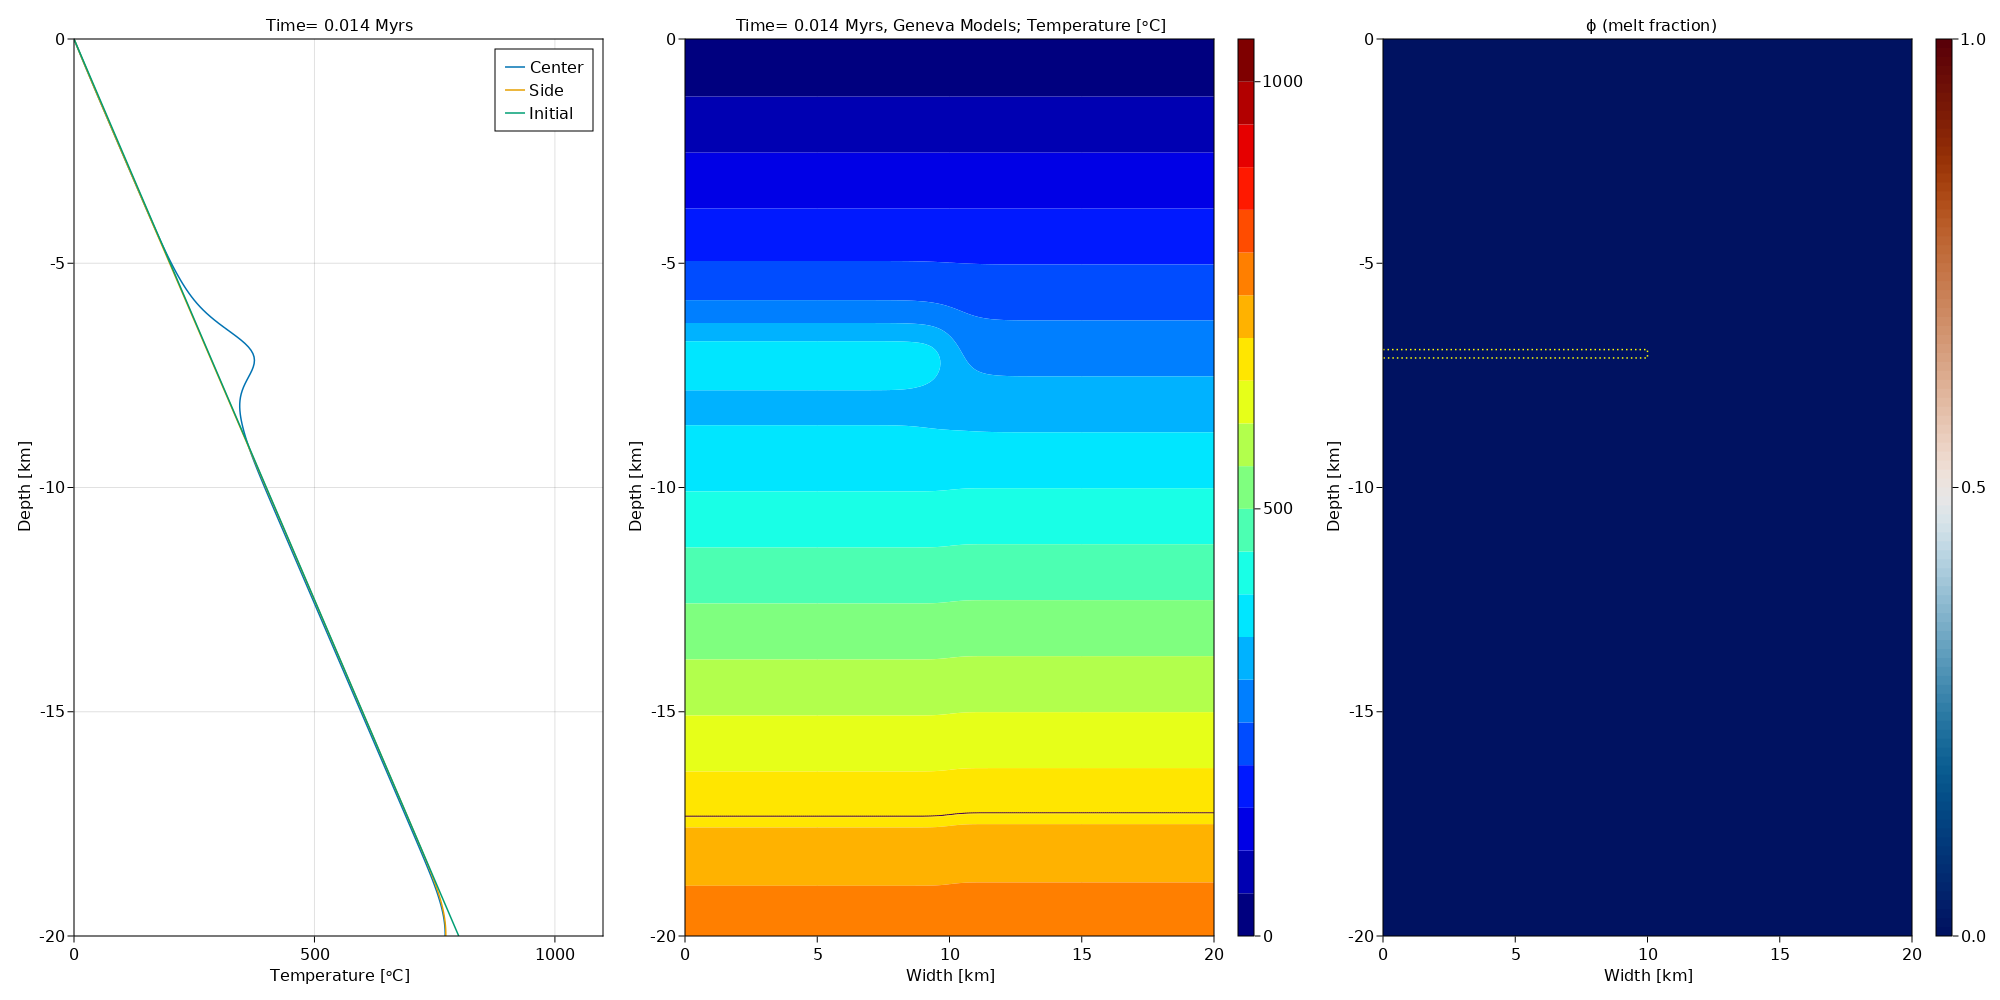 Time= 0.014 Myrs
Center
Side
Initial
0
-5
-10
-15
-20
Depth [km]
0
500
1000
Temperature [ᵒC]
Time= 0.014 Myrs, Geneva Models; Temperature [ᵒC]
0
-5
-10
-15
-20
Depth [km]
0
5
10
15
20
Width [km]
1000
500
0
ϕ (melt fraction)
0
-5
-10
-15
-20
Depth [km]
0
5
10
15
20
Width [km]
1.0
0.5
0.0